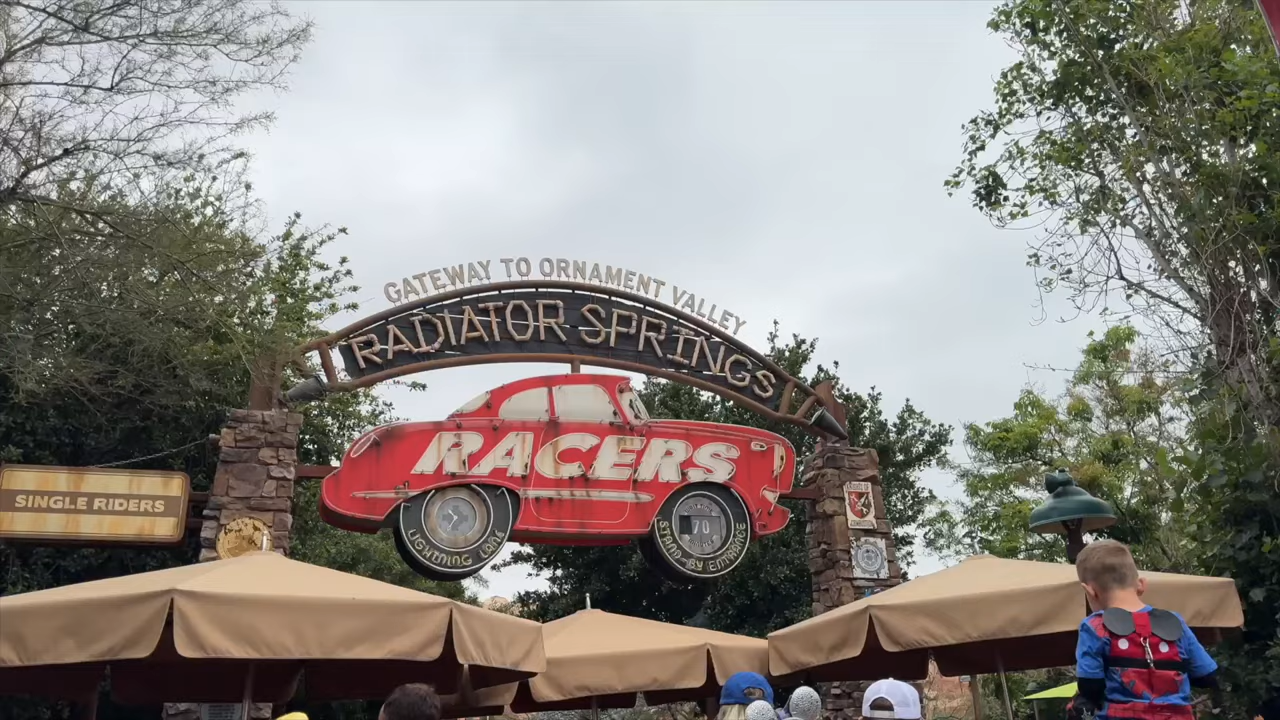 GATEWAY TO ORNAMENT VALLEY
RADIATOR SPRINGS
RACERS
SINGLE RIDERS
LIGHTNING LANE
70
STAND-BY ENTRANCE